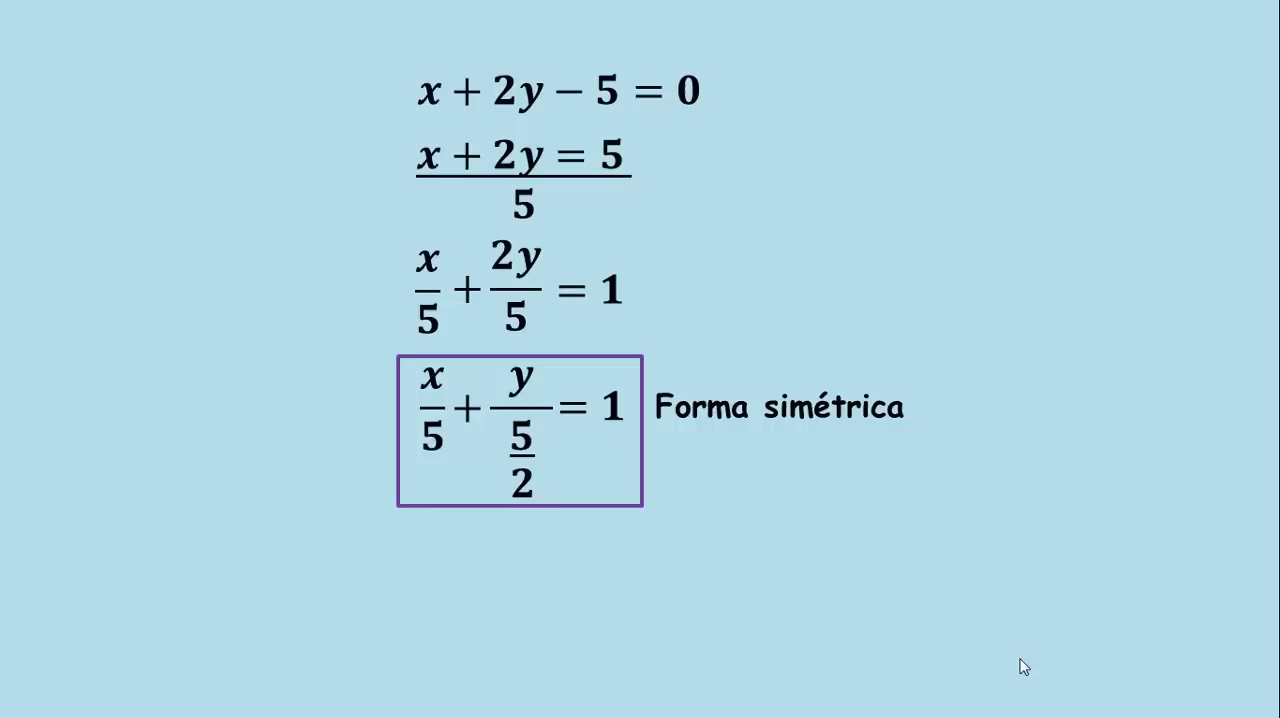 x + 2y − 5 = 0
x + 2y = 5
5
x/5 + 2y/5 = 1
x/5 + y/(5/2) = 1 Forma simétrica